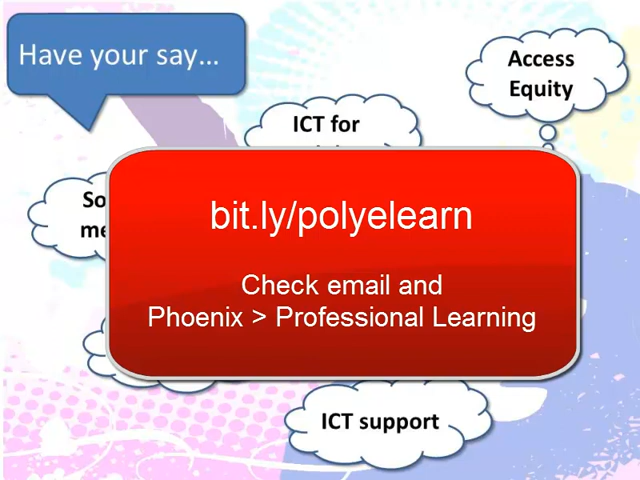 Have your say…
Access
Equity
ICT for
bit.ly/polyelearn
Check email and
Phoenix > Professional Learning
ICT support